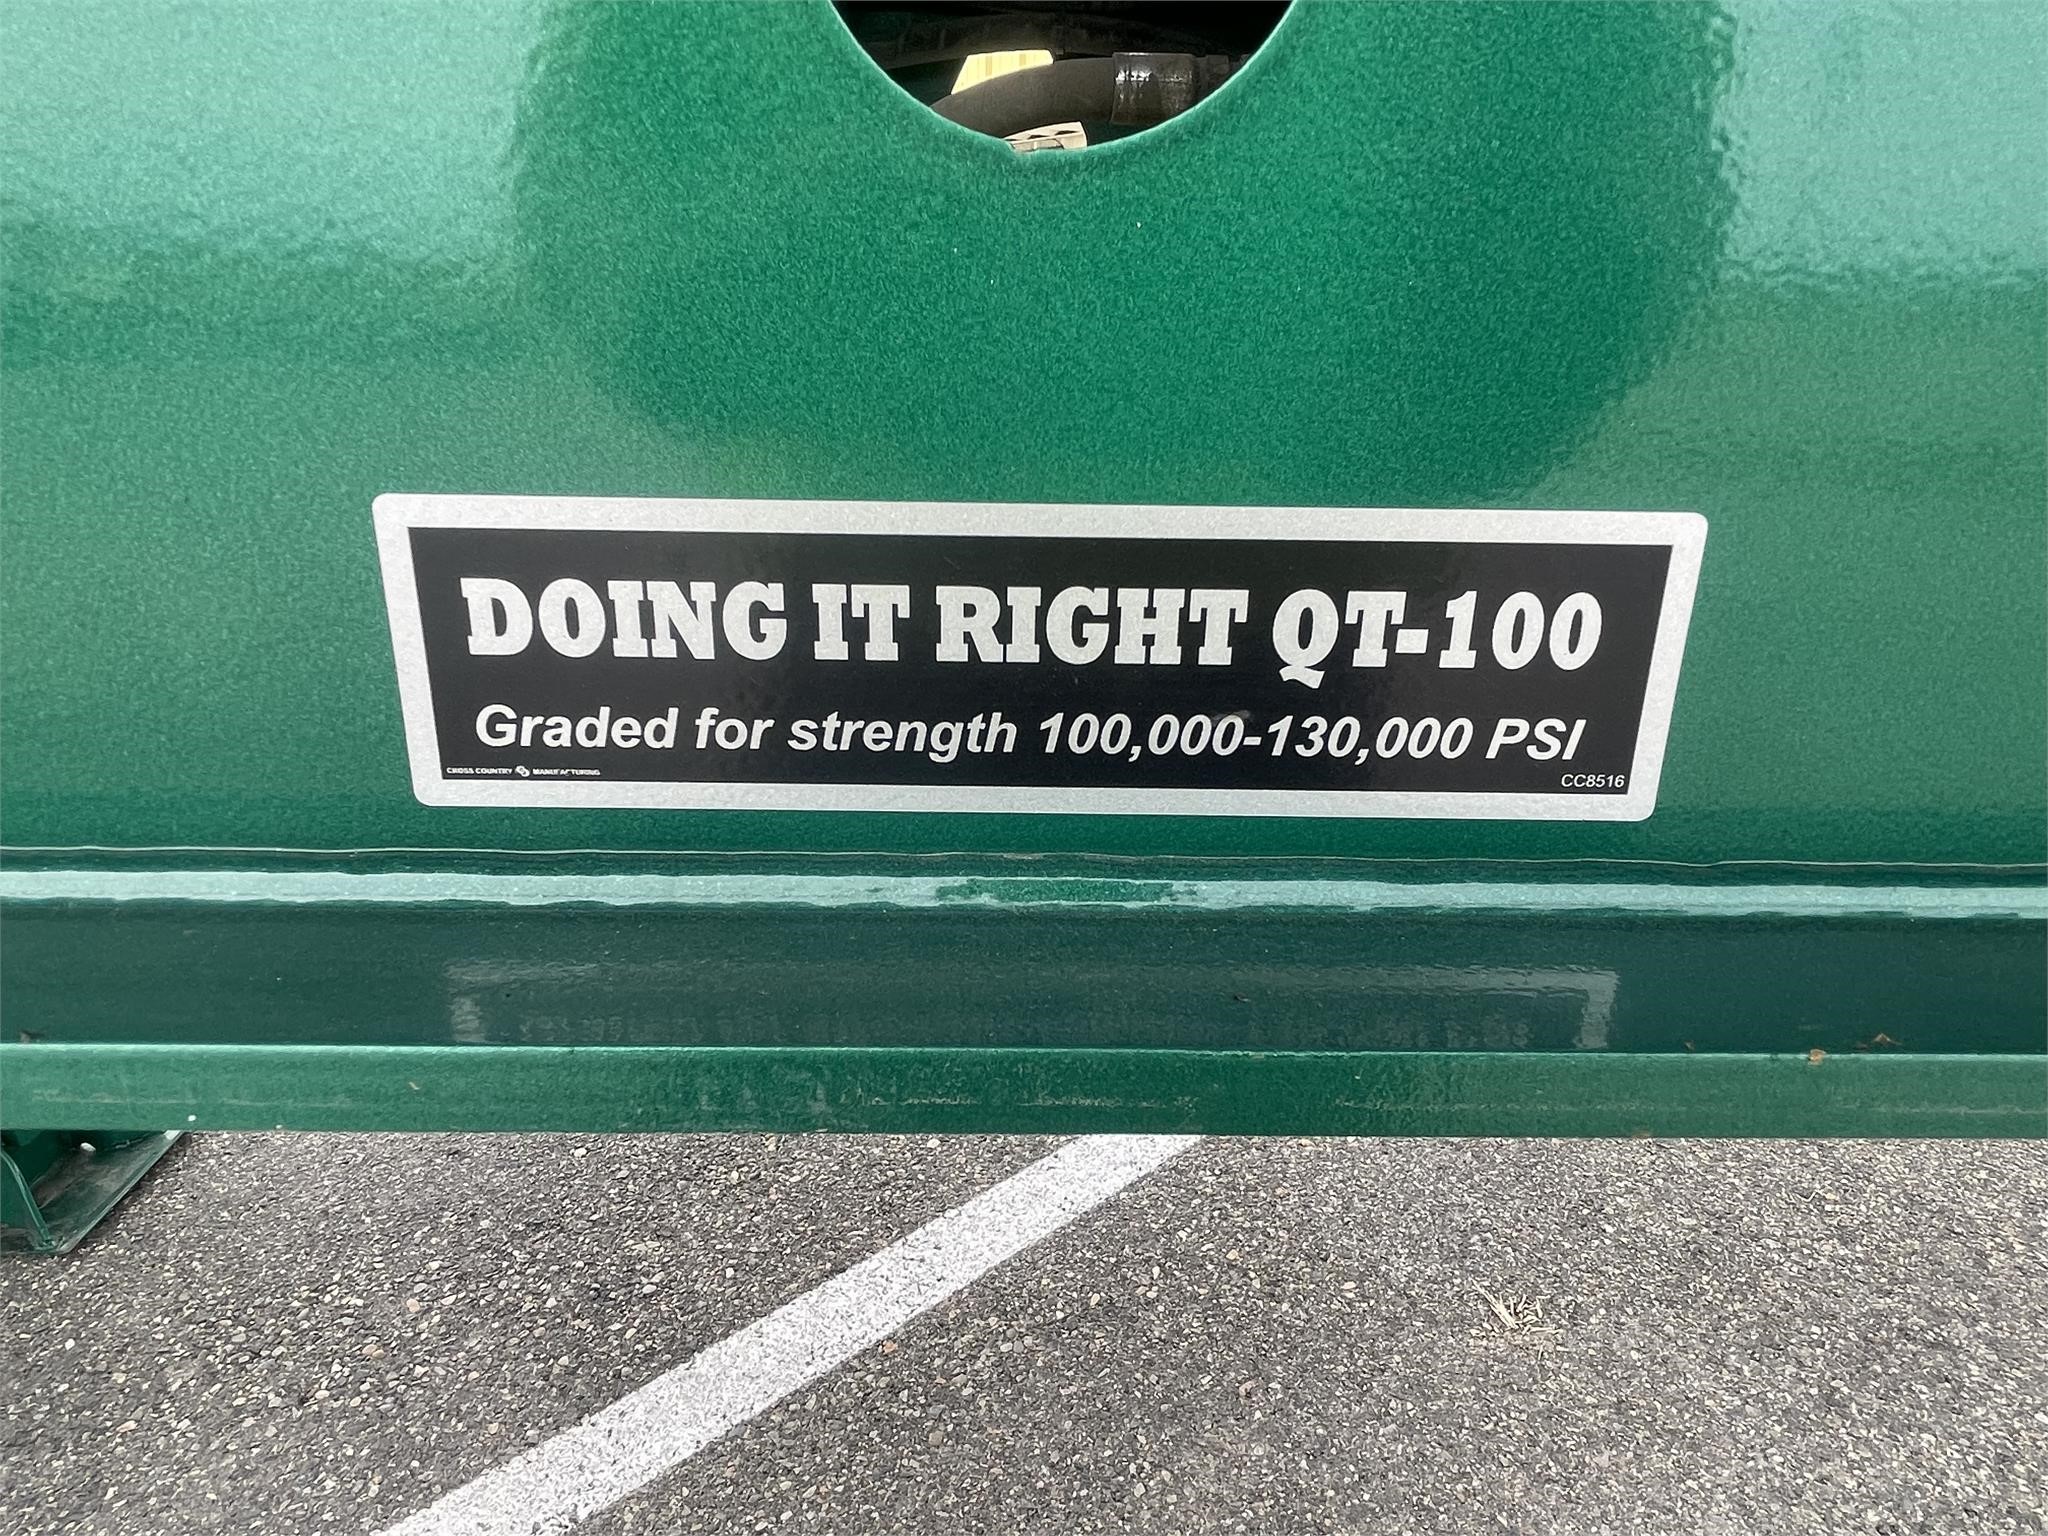 DOING IT RIGHT QT-100
Graded for strength 100,000-130,000 PSI
CROSS COUNTRY MANUFACTURING
CC8516